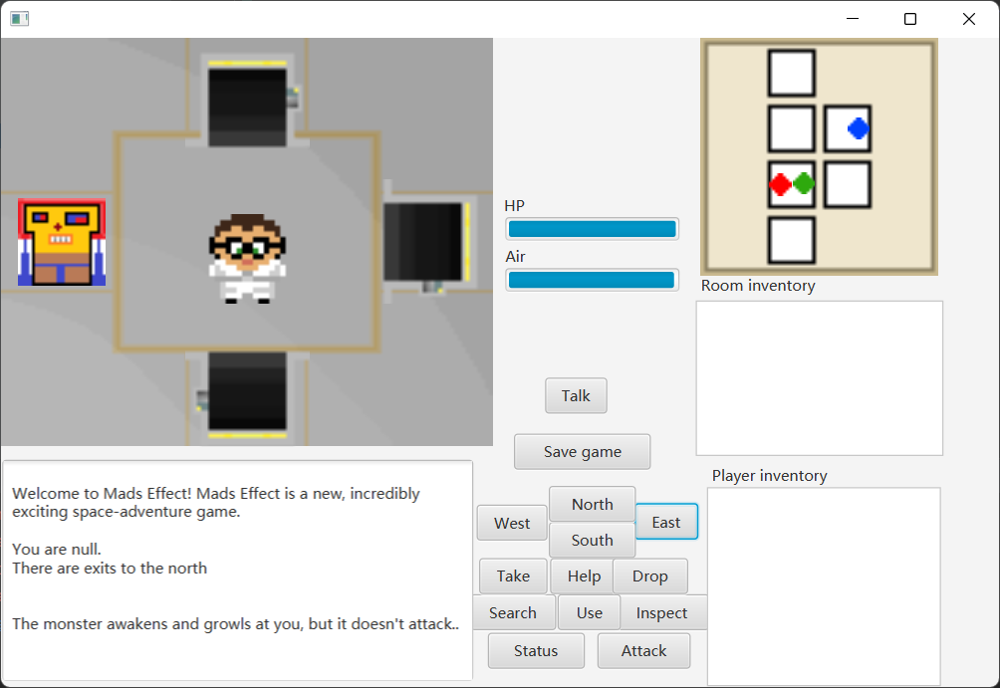 HP
Air
Room inventory
Talk
Save game
Player inventory
Welcome to Mads Effect! Mads Effect is a new, incredibly
exciting space-adventure game.
You are null.
There are exits to the north
The monster awakens and growls at you, but it doesn't attack..
North
West
East
South
Take
Help
Drop
Search
Use
Inspect
Status
Attack